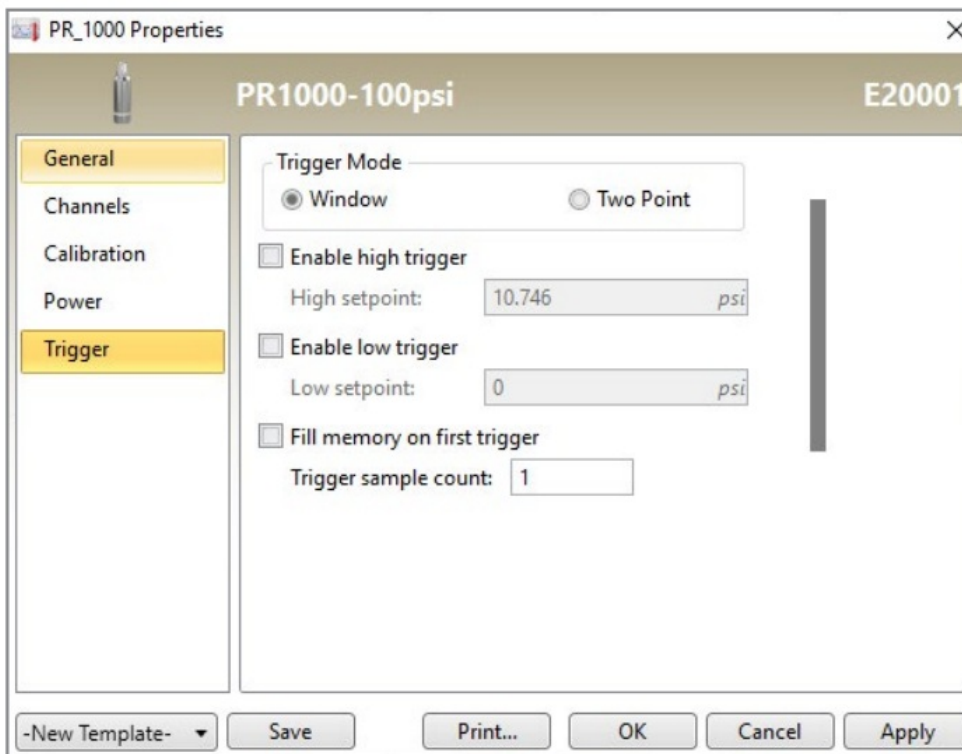 PR_1000 Properties
PR1000-100psi E20001
General
Channels
Calibration
Power
Trigger
Trigger Mode
Window Two Point
Enable high trigger
High setpoint: 10.746 psi
Enable low trigger
Low setpoint: 0 psi
Fill memory on first trigger
Trigger sample count: 1
-New Template- Save Print... OK Cancel Apply